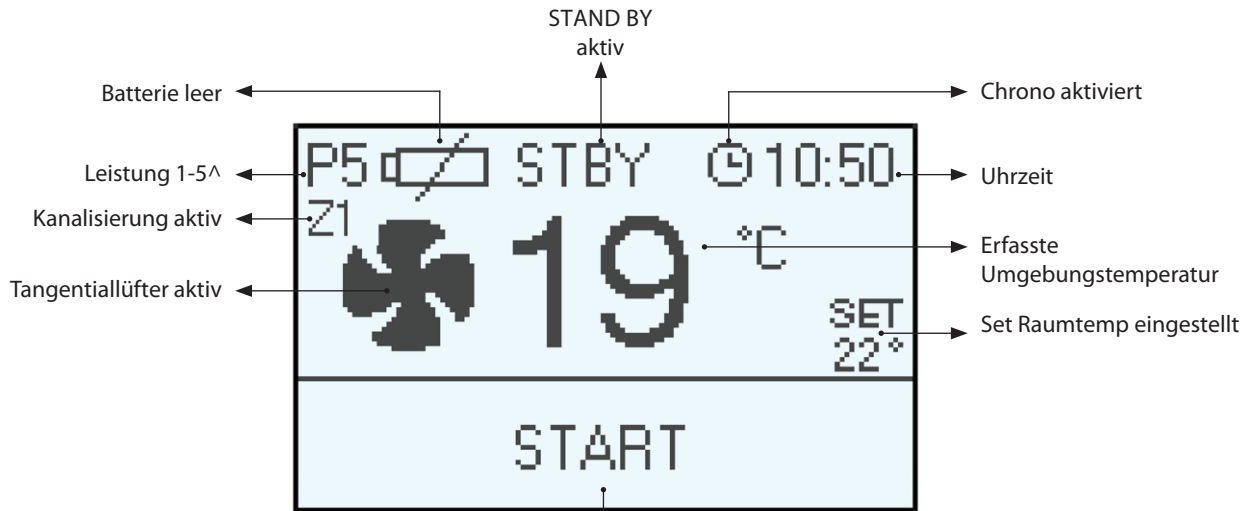 STAND BY
aktiv
Batterie leer
Chrono aktiviert
P5 STBY 10:50
Leistung 1-5^
Uhrzeit
Kanalisierung aktiv
Z1
19 °C
Erfasste
Umgebungstemperatur
Tangentiallüfter aktiv
SET
22°
Set Raumtemp eingestellt
START